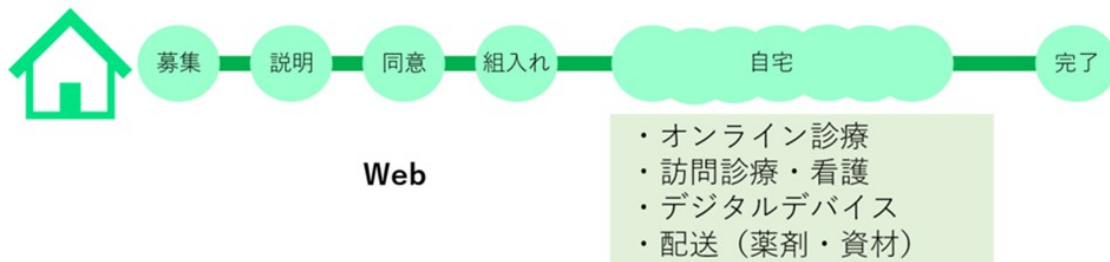 募集 説明 同意 組入れ 自宅 完了
Web
・オンライン診療
・訪問診療・看護
・デジタルデバイス
・配送（薬剤・資材）